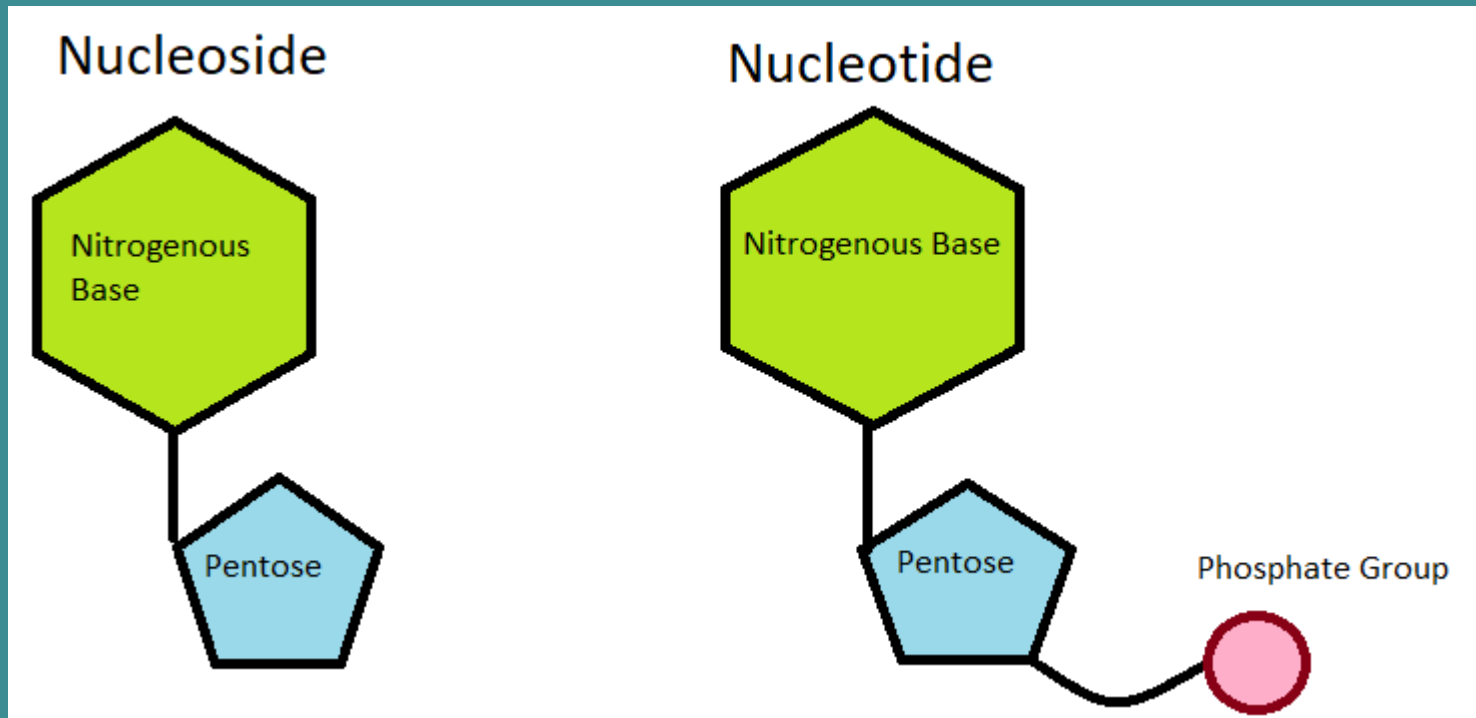 Nucleoside
Nitrogenous
Base
Pentose
Nucleotide
Nitrogenous Base
Pentose
Phosphate Group